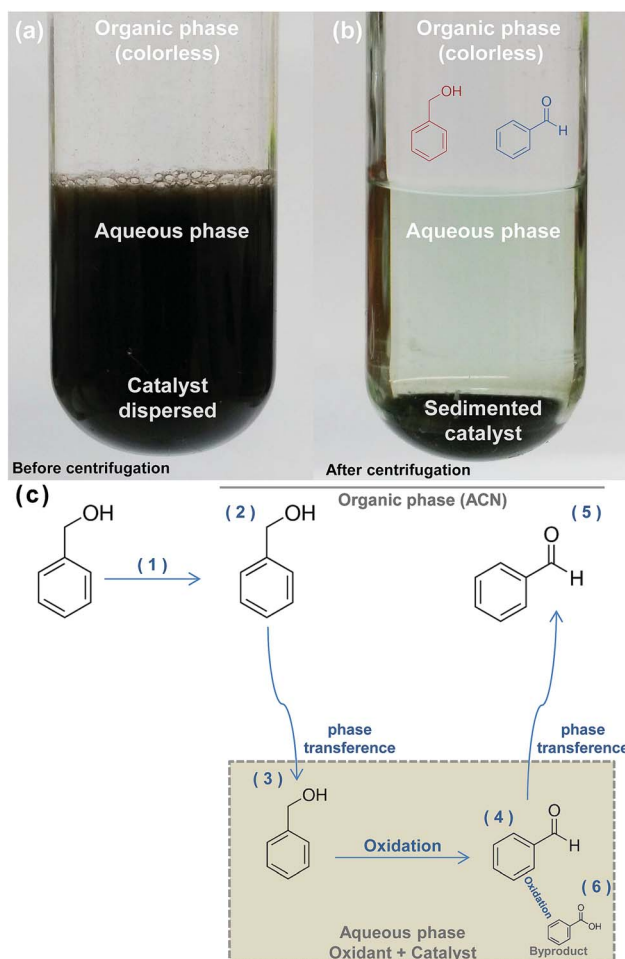 (a)
Organic phase
(colorless)
Aqueous phase
Catalyst
dispersed
Before centrifugation
(b)
Organic phase
(colorless)
OH
O
H
Aqueous phase
Sedimented
catalyst
After centrifugation
(c)
Organic phase (ACN)
OH
( 1 )
( 2 )
OH
( 5 )
O
H
phase
transference
phase
transference
( 3 )
OH
Oxidation
( 4 )
O
H
Oxidation
( 6 )
O
OH
Byproduct
Aqueous phase
Oxidant + Catalyst